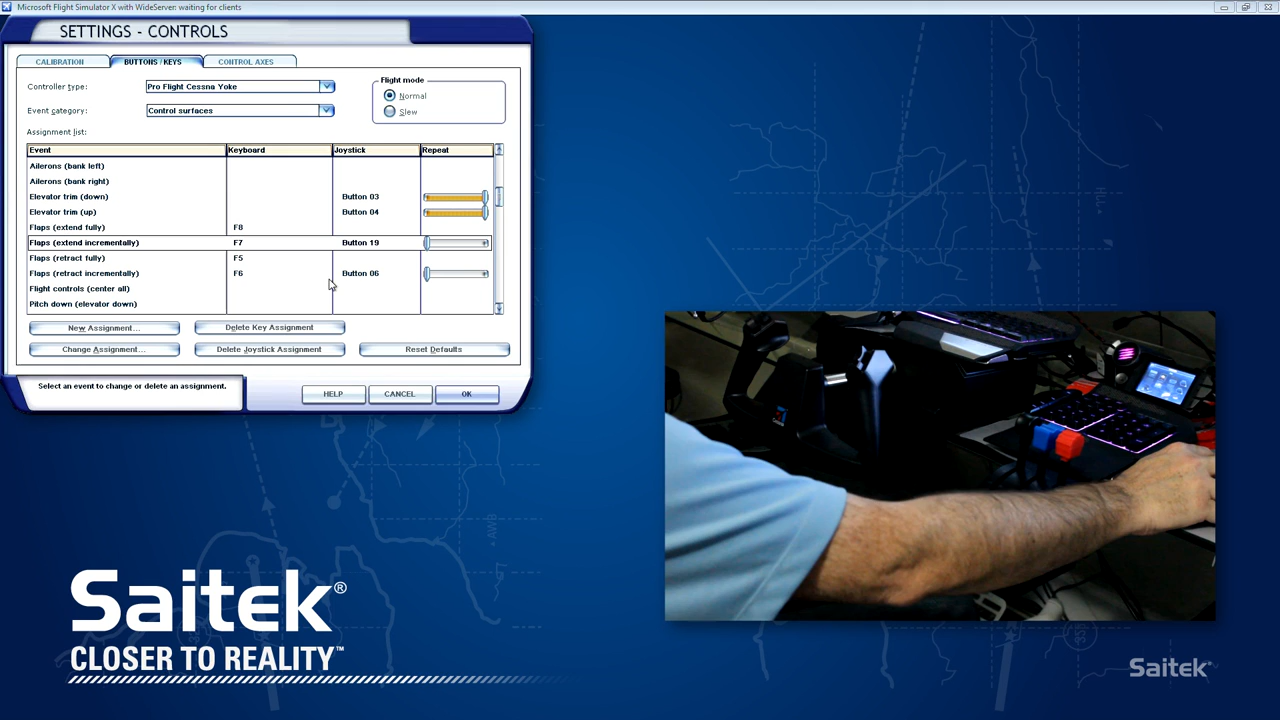 Microsoft Flight Simulator X with WideServer: waiting for clients
SETTINGS - CONTROLS
CALIBRATION BUTTONS / KEYS CONTROL AXES
Controller type: Pro Flight Cessna Yoke
Event category: Control surfaces
Flight mode
Normal
Slew
Assignment list:
Event Keyboard Joystick Repeat
Ailerons (bank left)
Ailerons (bank right)
Elevator trim (down) Button 03
Elevator trim (up) Button 04
Flaps (extend fully) F8
Flaps (extend incrementally) F7 Button 19
Flaps (retract fully) F5
Flaps (retract incrementally) F6 Button 06
Flight controls (center all)
Pitch down (elevator down)
New Assignment... Delete Key Assignment
Change Assignment... Delete Joystick Assignment Reset Defaults
Select an event to change or delete an assignment.
HELP CANCEL OK
Saitek®
CLOSER TO REALITY™
Saitek